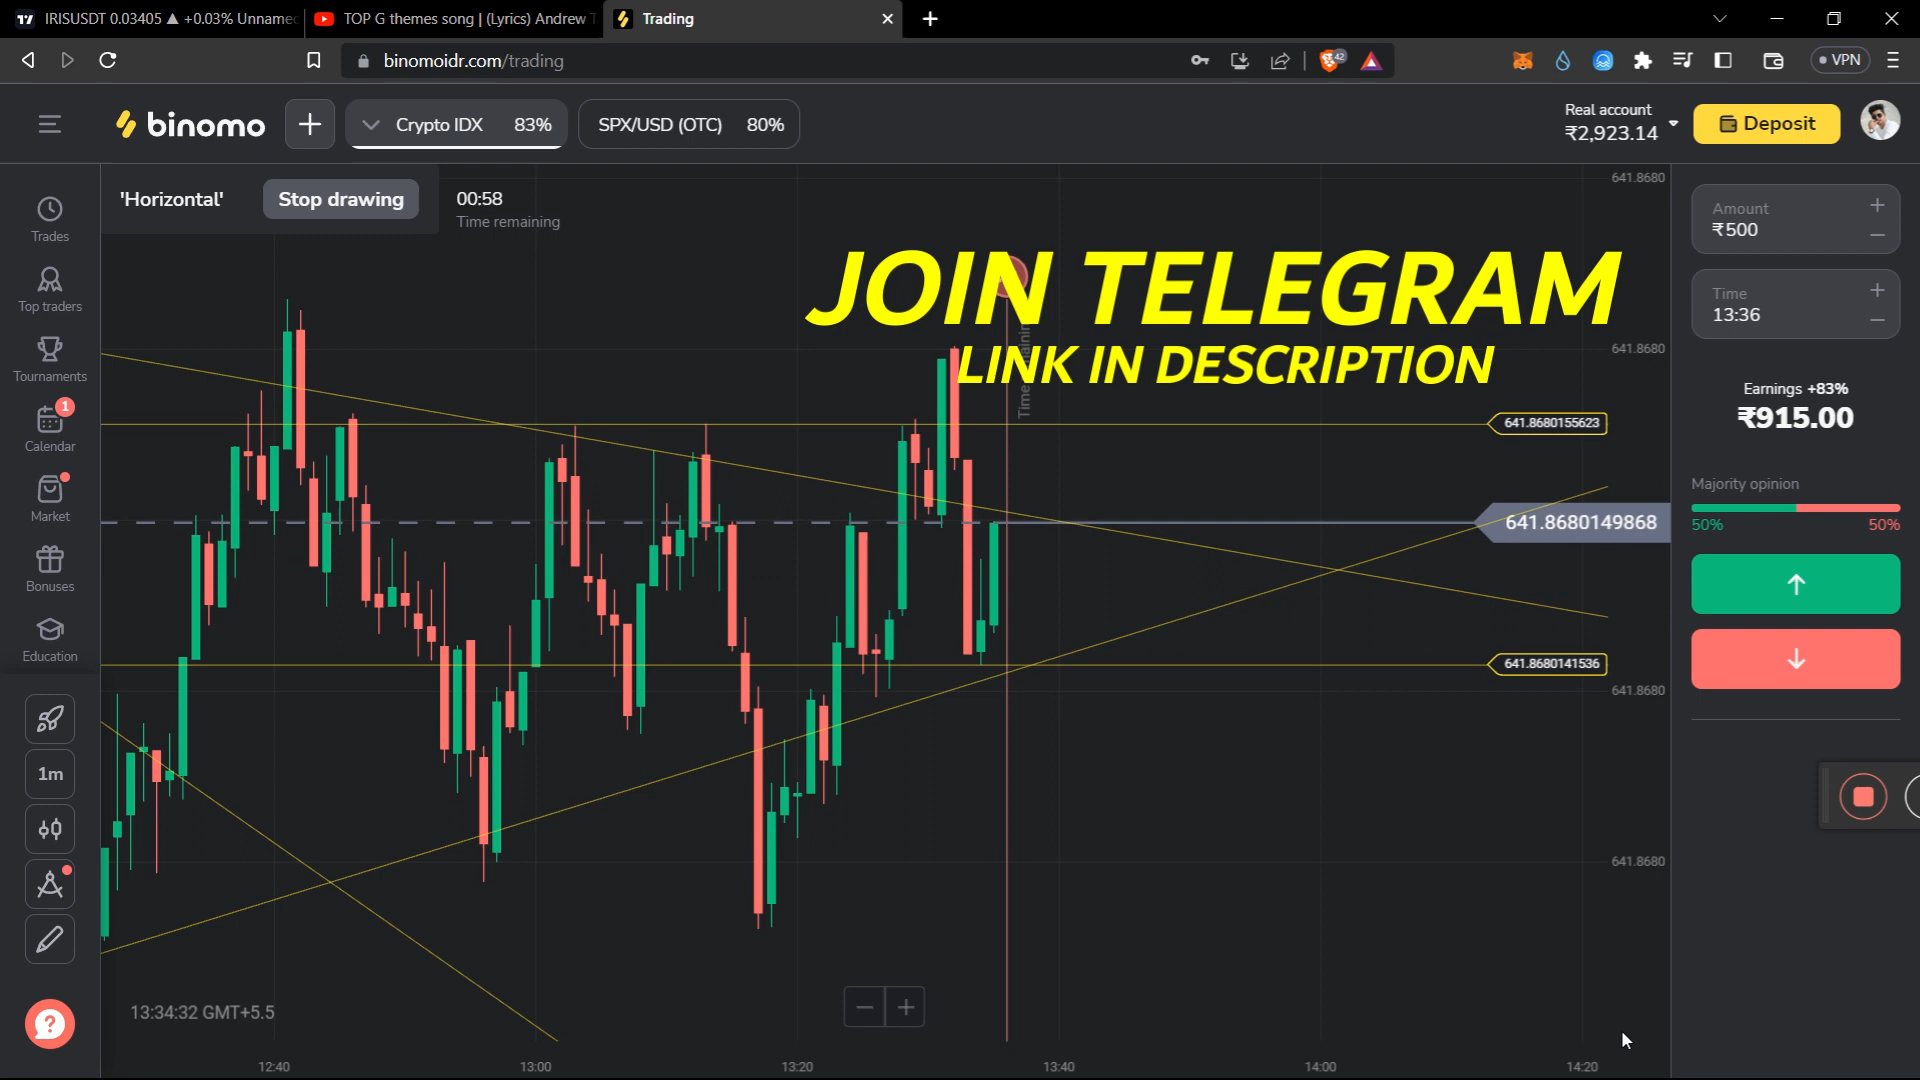 IRISUSDT 0.03405 ▲ +0.03% Unname
TOP G themes song | (Lyrics) Andrew T
Trading
binomoidr.com/trading
42
VPN
binomo
Crypto IDX 83%
SPX/USD (OTC) 80%
Real account
₹2,923.14
Deposit
'Horizontal'
Stop drawing
00:58
Time remaining
641.8680
Trades
Top traders
Tournaments
1
Calendar
Market
Bonuses
Education
1m
JOIN TELEGRAM
LINK IN DESCRIPTION
641.8680
641.8680155623
641.8680149868
641.8680141536
641.8680
641.8680
Amount
₹500
Time
13:36
Earnings +83%
₹915.00
Majority opinion
50% 50%
13:34:32 GMT+5.5
12:40 13:00 13:20 13:40 14:00 14:20